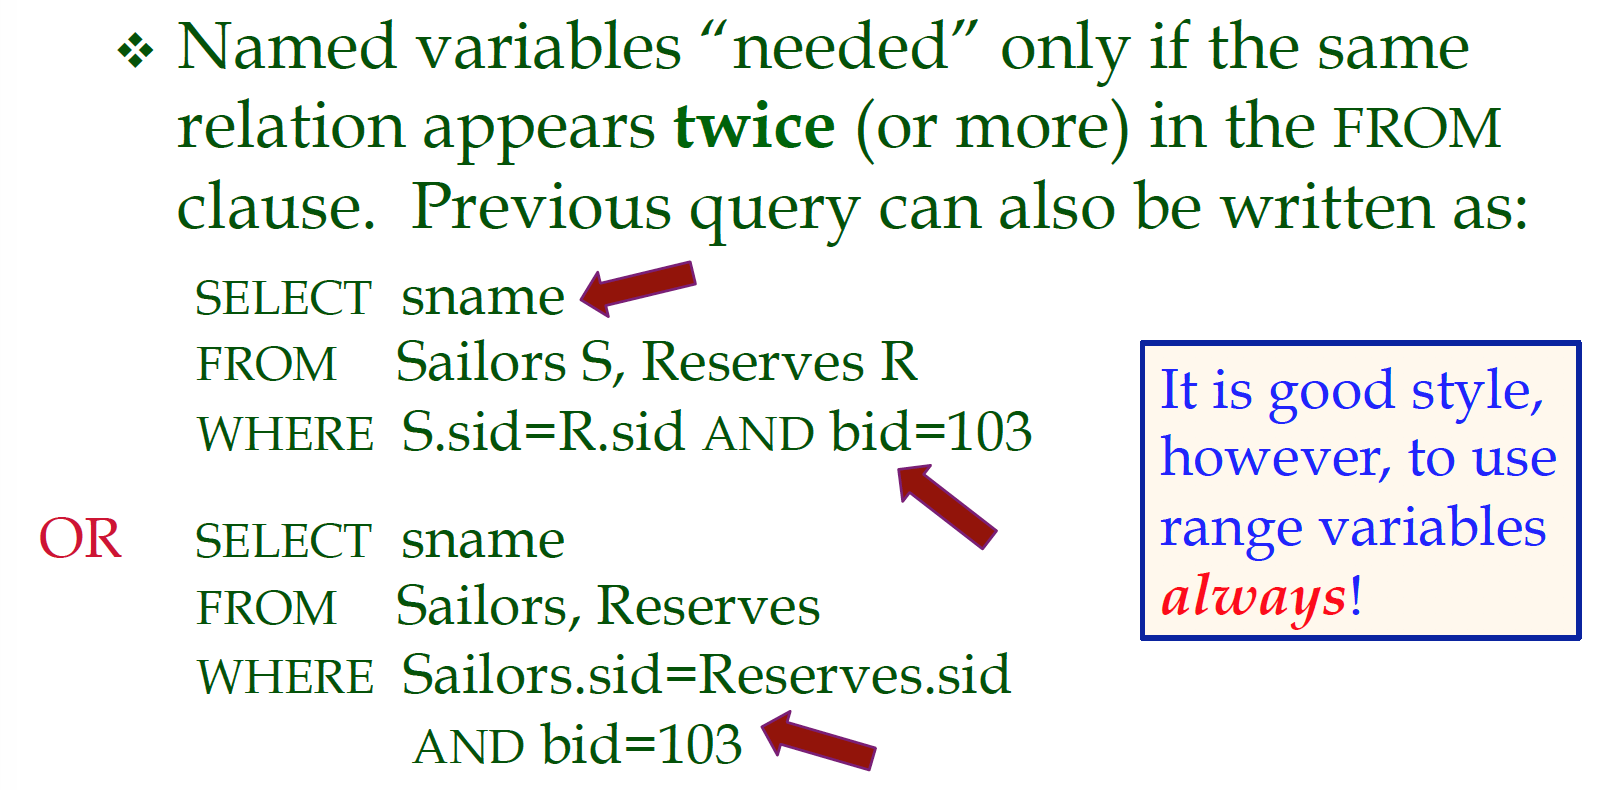 ❖ Named variables “needed” only if the same
relation appears twice (or more) in the FROM
clause. Previous query can also be written as:
SELECT sname
FROM Sailors S, Reserves R
WHERE S.sid=R.sid AND bid=103
OR SELECT sname
FROM Sailors, Reserves
WHERE Sailors.sid=Reserves.sid
AND bid=103
It is good style,
however, to use
range variables
always!